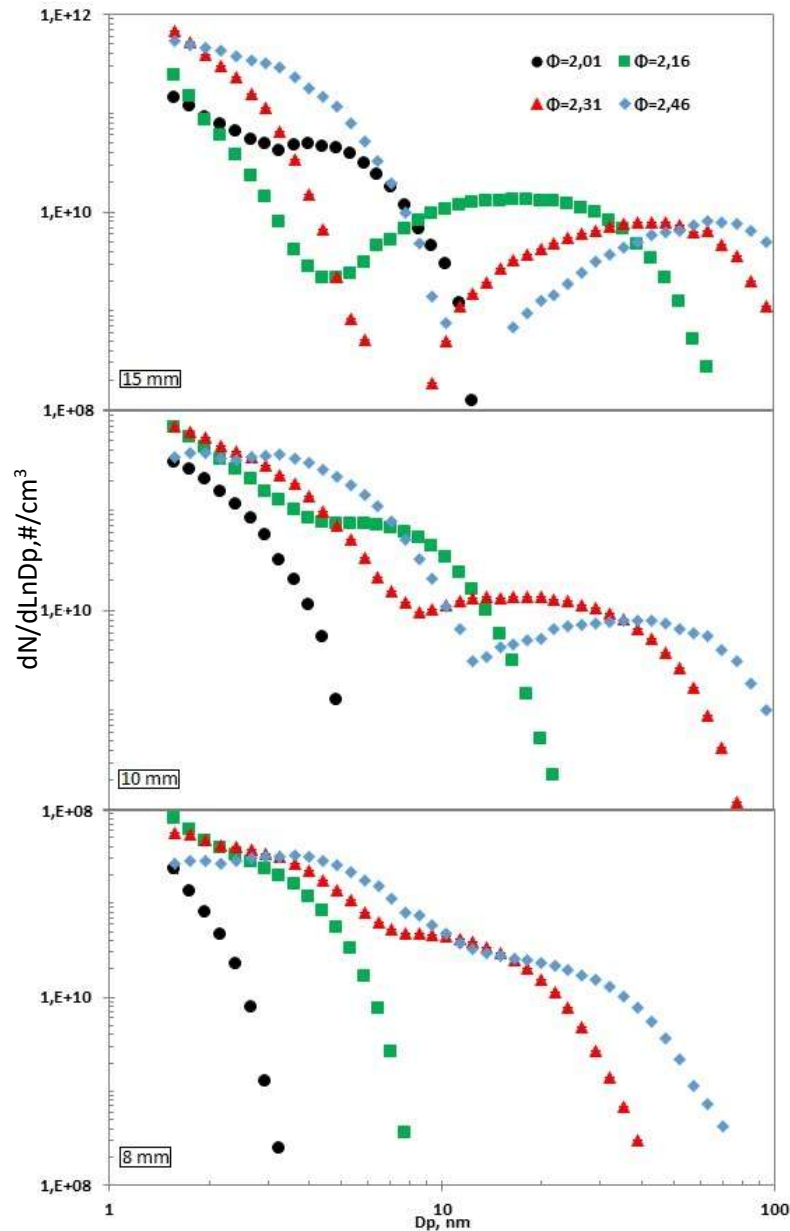 1,E+12
Φ=2,01 Φ=2,16
Φ=2,31 Φ=2,46
1,E+10
15 mm
1,E+08
dN/dLnDp,#/cm³
1,E+10
10 mm
1,E+08
1,E+10
8 mm
1,E+08
1 10 100
Dp, nm